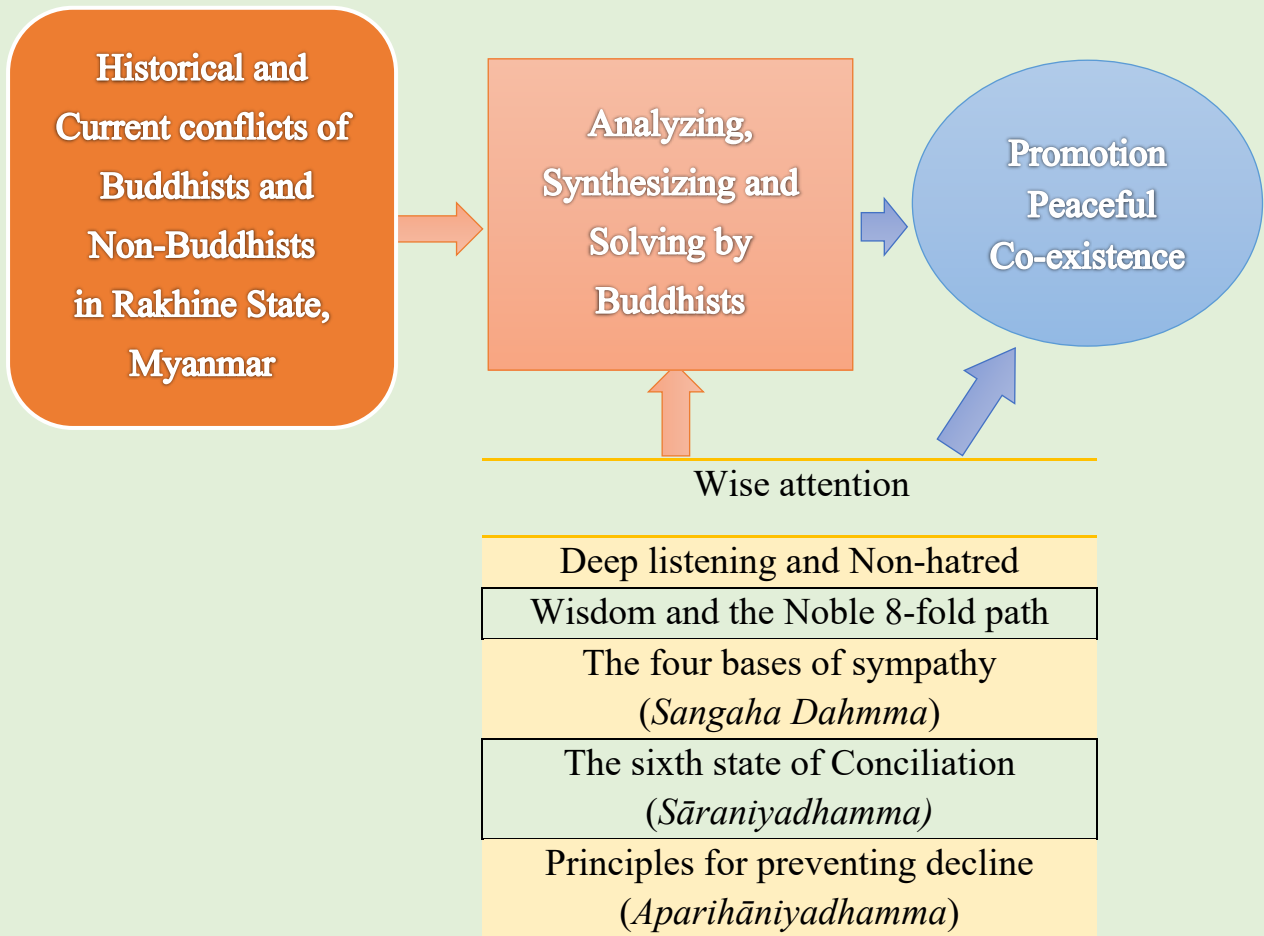 Historical and
Current conflicts of
Buddhists and
Non-Buddhists
in Rakhine State,
Myanmar
Analyzing,
Synthesizing and
Solving by
Buddhists
Promotion
Peaceful
Co-existence
Wise attention
Deep listening and Non-hatred
Wisdom and the Noble 8-fold path
The four bases of sympathy
(Sangaha Dahmma)
The sixth state of Conciliation
(Sāraniyadhamma)
Principles for preventing decline
(Aparihāniyadhamma)